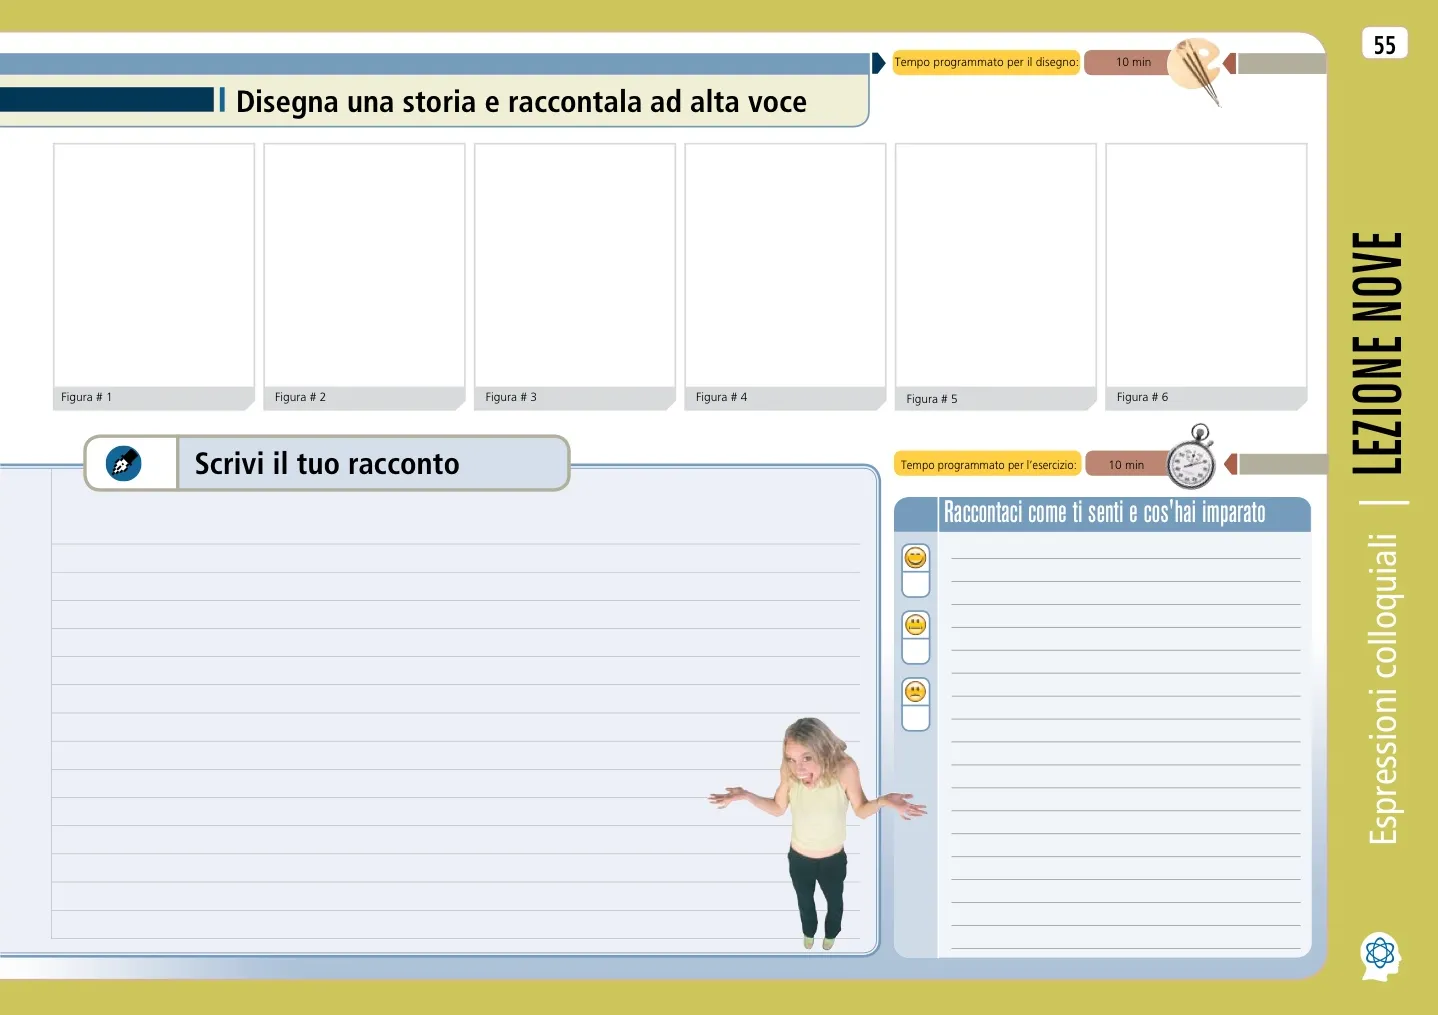 55
Tempo programmato per il disegno:
10 min
Disegna una storia e raccontala ad alta voce
Figura # 1
Figura # 2
Figura # 3
Figura # 4
Figura # 5
Figura # 6
Scrivi il tuo racconto
Tempo programmato per l'esercizio:
10 min
Raccontaci come ti senti e cos'hai imparato
LEZIONE NOVE
Espressioni colloquiali